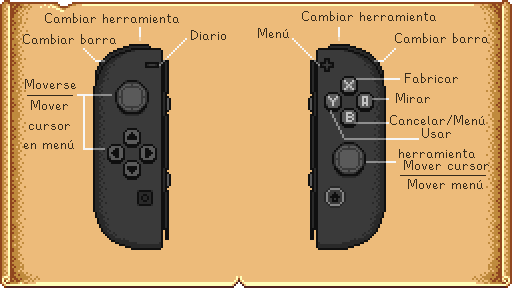 Cambiar herramienta
Cambiar barra
Diario
Moverse
Mover
cursor
en menú
Cambiar herramienta
Menú
Cambiar barra
Fabricar
X
Y
A
B
Mirar
Cancelar/Menú
Usar
herramienta
Mover cursor
Mover menú